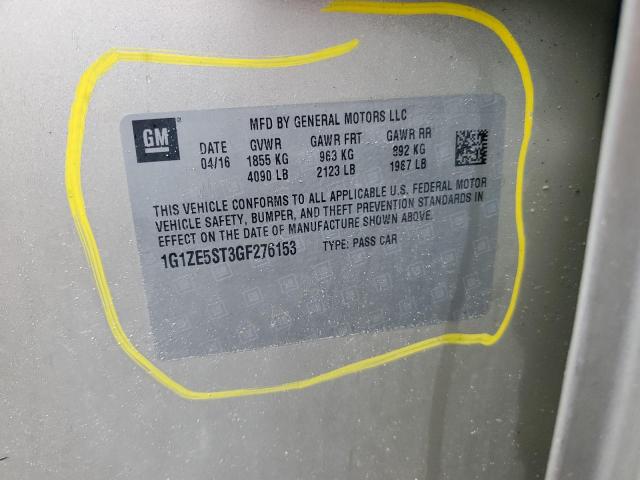 GM
MFD BY GENERAL MOTORS LLC
DATE GVWR GAWR FRT GAWR RR
04/16 1855 KG 963 KG 892 KG
4090 LB 2123 LB 1967 LB
THIS VEHICLE CONFORMS TO ALL APPLICABLE U.S. FEDERAL MOTOR
VEHICLE SAFETY, BUMPER, AND THEFT PREVENTION STANDARDS IN
EFFECT ON THE DATE OF MANUFACTURE SHOWN ABOVE.
1G1ZE5ST3GF276153 TYPE: PASS CAR